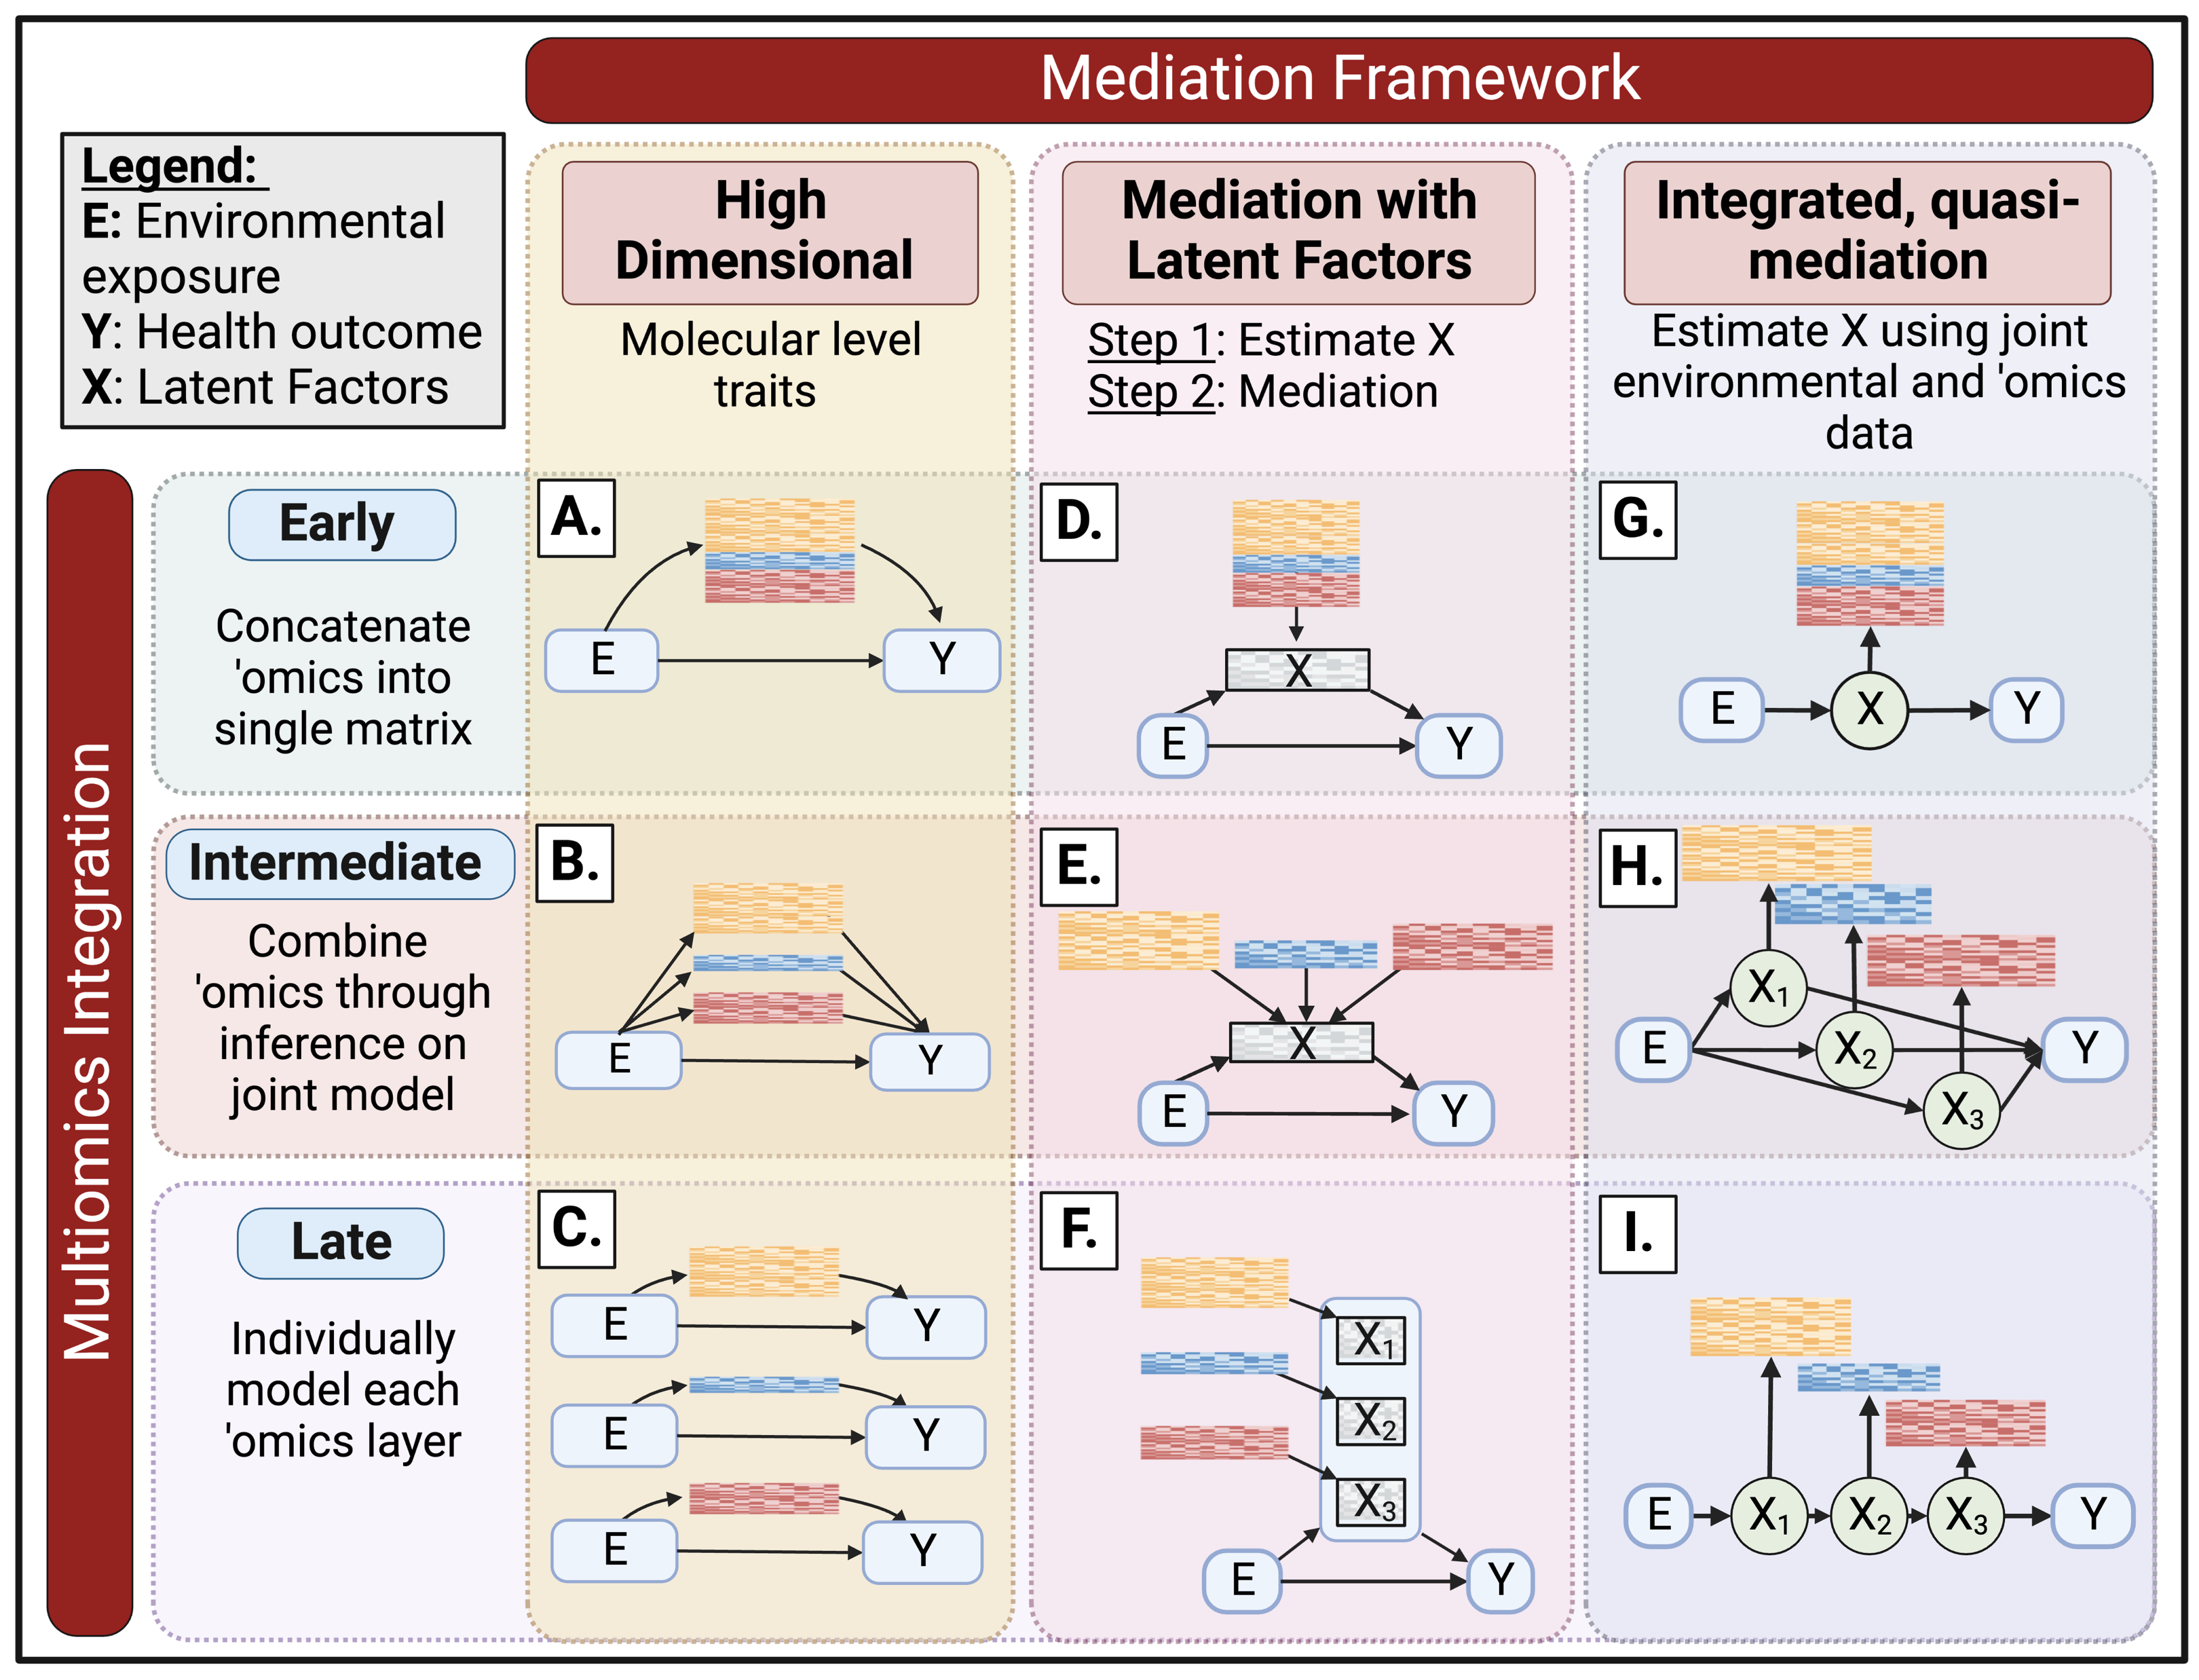 Mediation Framework
Legend:
E: Environmental
exposure
Y: Health outcome
X: Latent Factors
High
Dimensional
Molecular level
traits
Mediation with
Latent Factors
Step 1: Estimate X
Step 2: Mediation
Integrated, quasi-
mediation
Estimate X using joint
environmental and 'omics
data
Multiomics Integration
Early
Concatenate
'omics into
single matrix
A.
E
Y
D.
X
E
Y
G.
E
X
Y
Intermediate
Combine
'omics through
inference on
joint model
B.
E
Y
E.
X
E
Y
H.
X1
E
X2
Y
X3
Late
Individually
model each
'omics layer
C.
E
Y
E
Y
E
Y
F.
X1
X2
X3
E
Y
I.
E
X1
X2
X3
Y